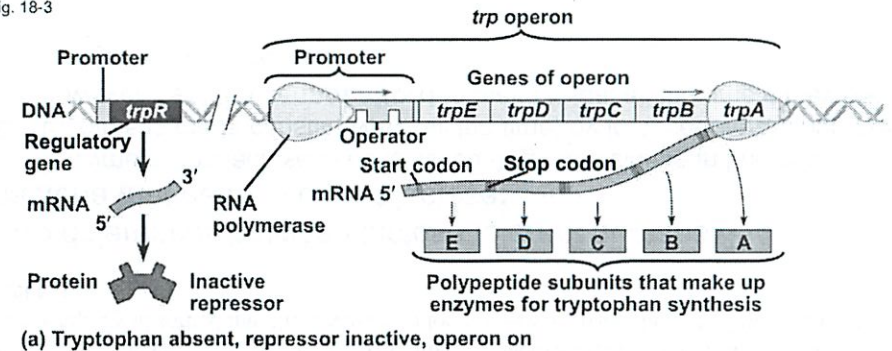 ig. 18-3
trp operon
Promoter
Promoter
Genes of operon
DNA
trpR
trpE
trpD
trpC
trpB
trpA
Regulatory
gene
Operator
Start codon
Stop codon
3'
mRNA
5'
RNA
polymerase
mRNA 5'
E
D
C
B
A
Protein
Inactive
repressor
Polypeptide subunits that make up
enzymes for tryptophan synthesis
(a) Tryptophan absent, repressor inactive, operon on